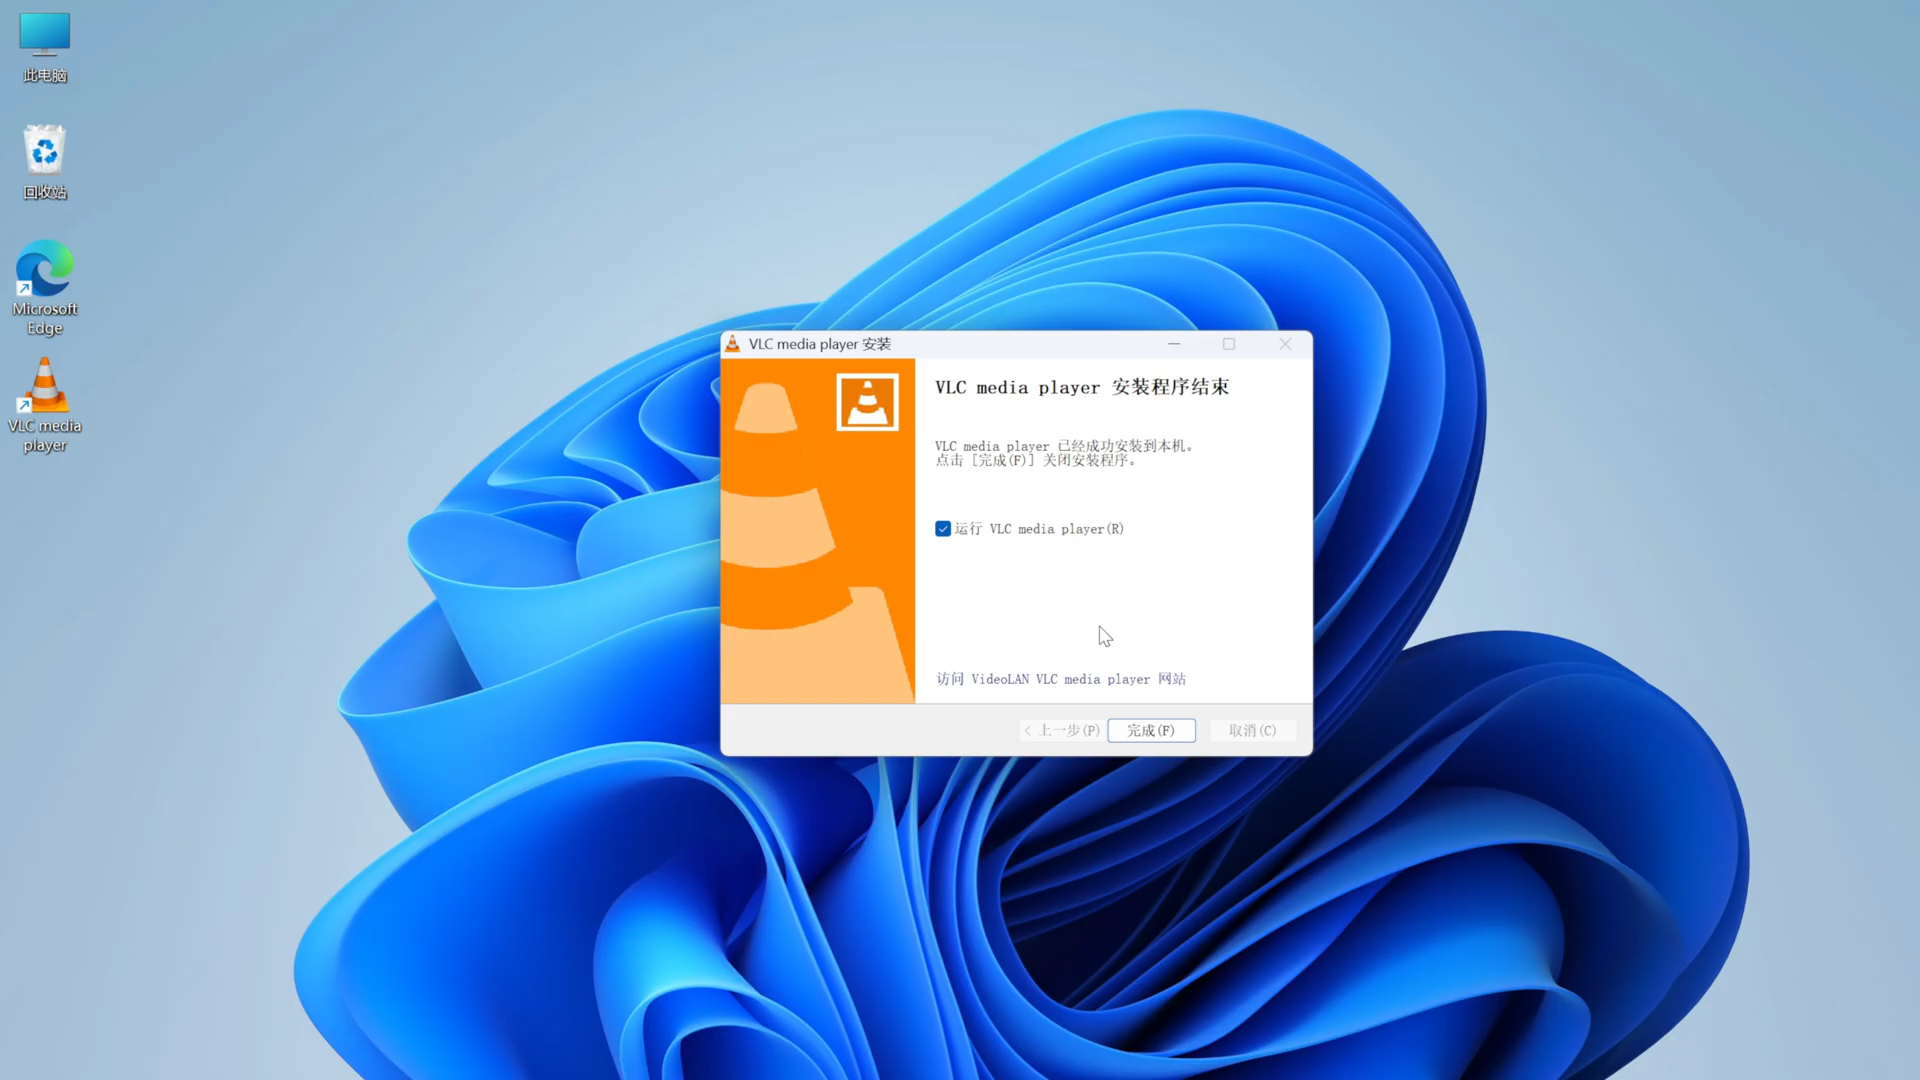 此电脑
回收站
Microsoft
Edge
VLC media
player
VLC media player 安装
VLC media player 安装程序结束
VLC media player 已经成功安装到本机。
点击 [完成(F)] 关闭安装程序。
运行 VLC media player(R)
访问 VideoLAN VLC media player 网站
< 上一步(P)
完成(F)
取消(C)